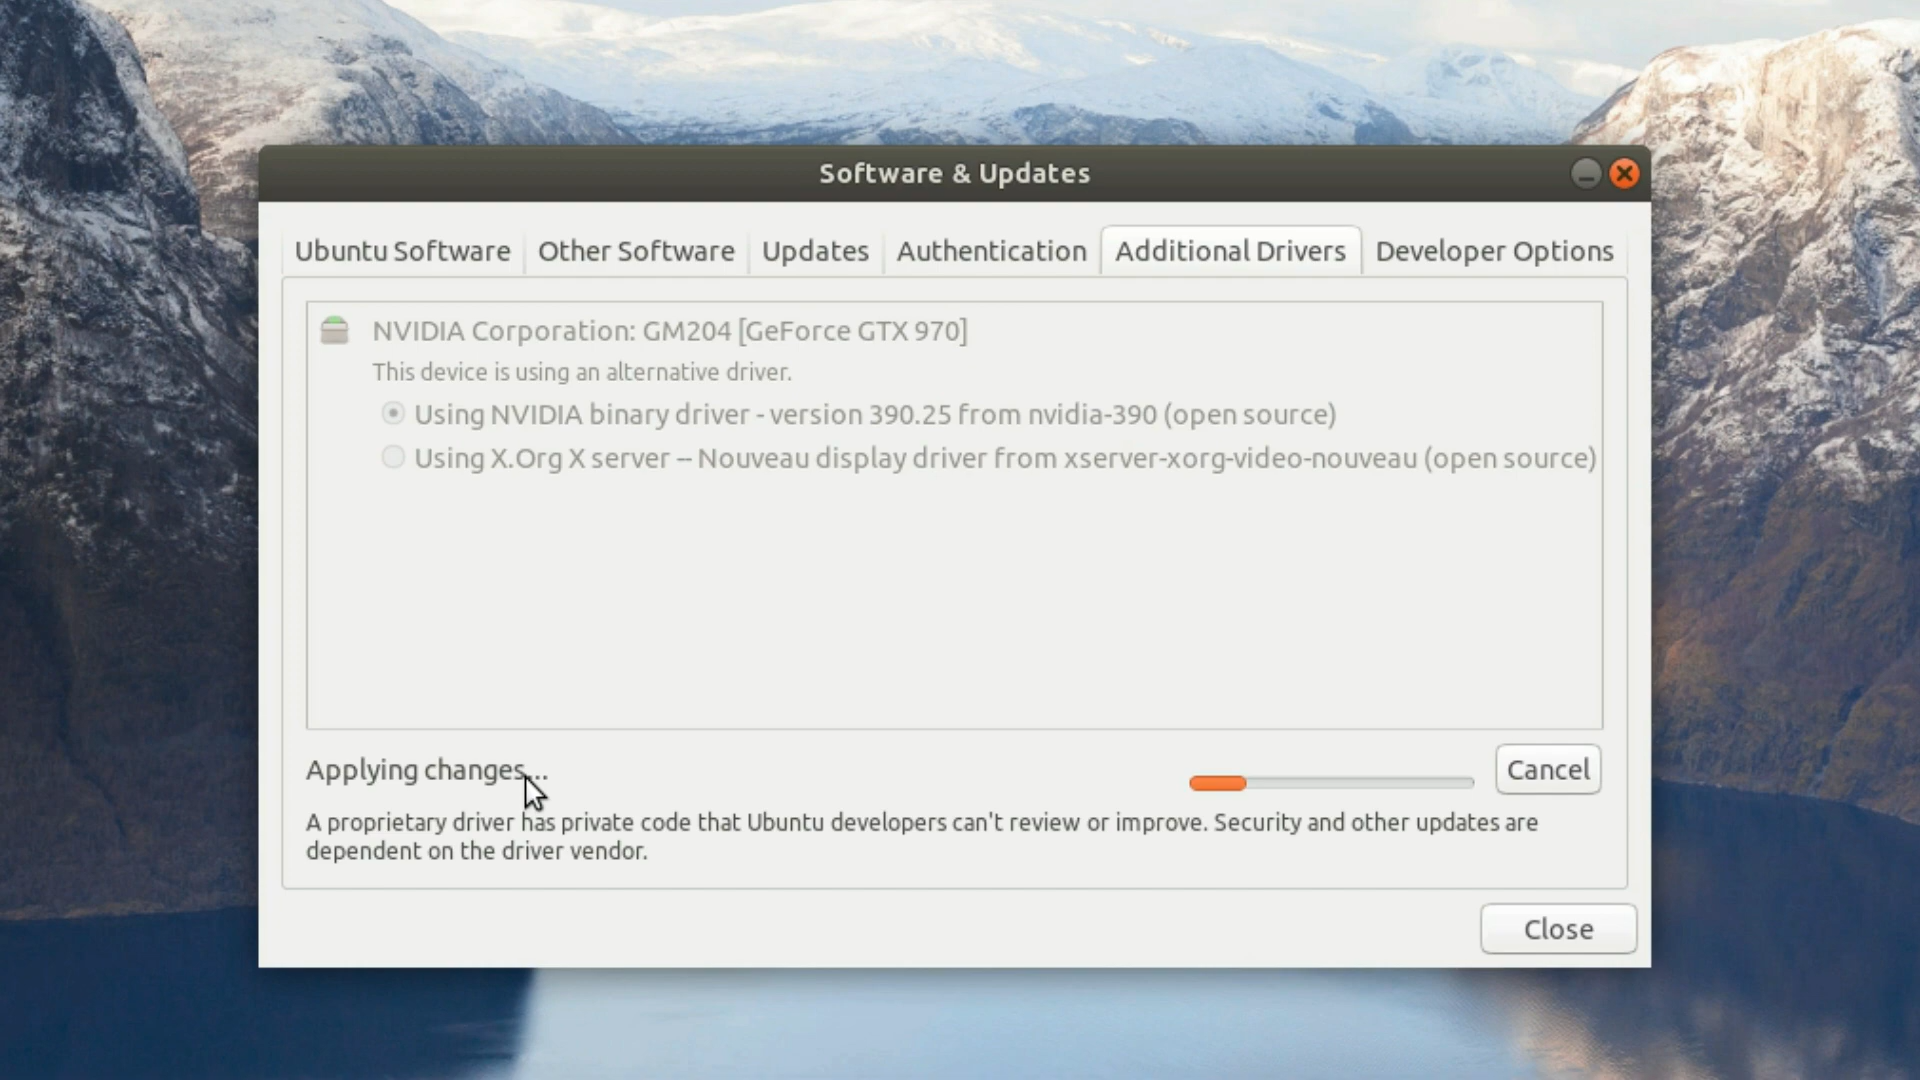 Software & Updates
Ubuntu Software
Other Software
Updates
Authentication
Additional Drivers
Developer Options
NVIDIA Corporation: GM204 [GeForce GTX 970]
This device is using an alternative driver.
Using NVIDIA binary driver - version 390.25 from nvidia-390 (open source)
Using X.Org X server -- Nouveau display driver from xserver-xorg-video-nouveau (open source)
Applying changes...
Cancel
A proprietary driver has private code that Ubuntu developers can't review or improve. Security and other updates are
dependent on the driver vendor.
Close